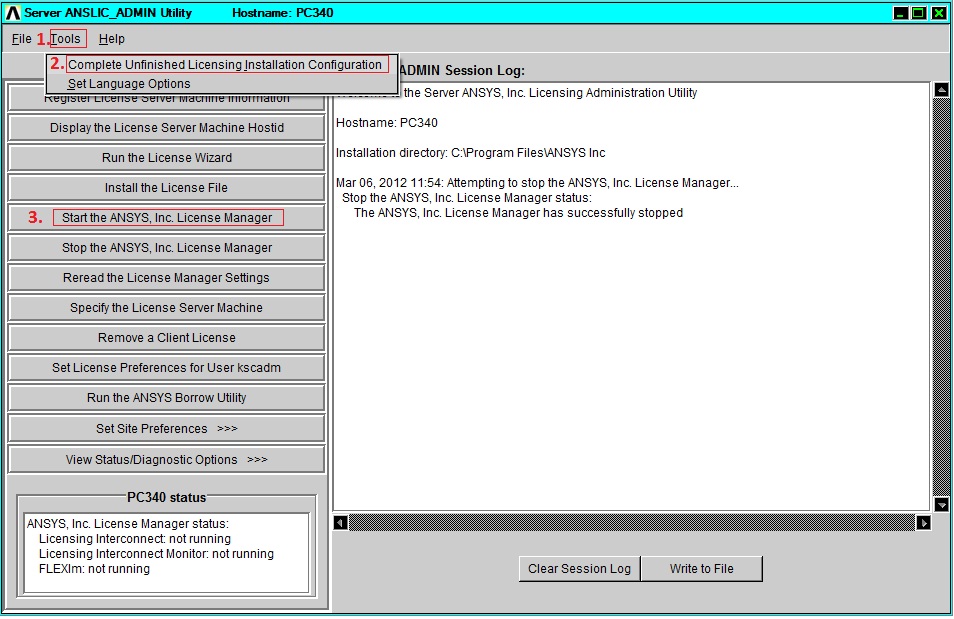 Server ANSLIC_ADMIN Utility Hostname: PC340
File 1. Tools Help
2. Complete Unfinished Licensing Installation Configuration
Set Language Options
ADMIN Session Log:
Register License Server Machine Information
Display the License Server Machine Hostid
Run the License Wizard
Install the License File
3. Start the ANSYS, Inc. License Manager
Stop the ANSYS, Inc. License Manager
Reread the License Manager Settings
Specify the License Server Machine
Remove a Client License
Set License Preferences for User kscadm
Run the ANSYS Borrow Utility
Set Site Preferences >>>
View Status/Diagnostic Options >>>
PC340 status
ANSYS, Inc. License Manager status:
Licensing Interconnect: not running
Licensing Interconnect Monitor: not running
FLEXlm: not running
Welcome to the Server ANSYS, Inc. Licensing Administration Utility
Hostname: PC340
Installation directory: C:\Program Files\ANSYS Inc
Mar 06, 2012 11:54: Attempting to stop the ANSYS, Inc. License Manager...
Stop the ANSYS, Inc. License Manager status:
The ANSYS, Inc. License Manager has successfully stopped
Clear Session Log Write to File